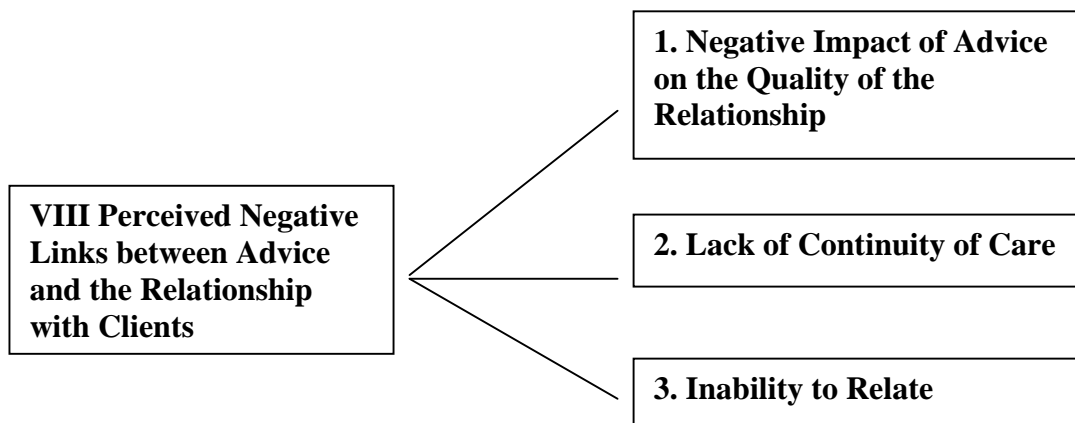 VIII Perceived Negative
Links between Advice
and the Relationship
with Clients
1. Negative Impact of Advice
on the Quality of the
Relationship
2. Lack of Continuity of Care
3. Inability to Relate